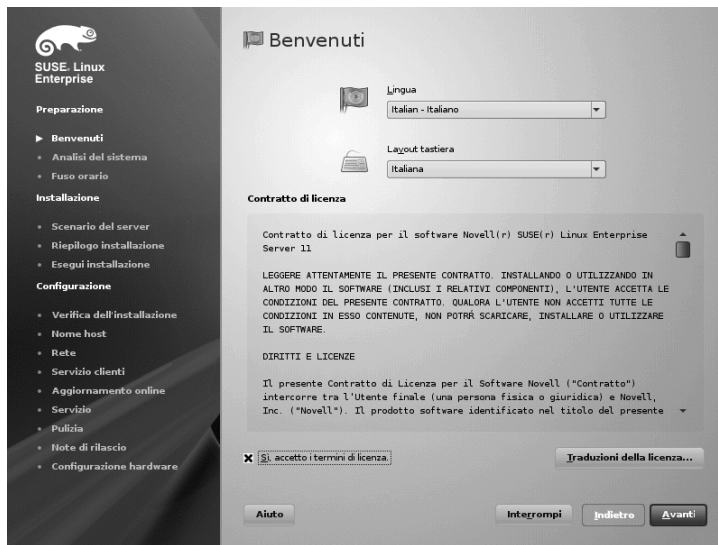 SUSE. Linux
Enterprise
Preparazione
Benvenuti
Analisi del sistema
Fuso orario
Installazione
Scenario del server
Riepilogo installazione
Esegui installazione
Configurazione
Verifica dell'installazione
Nome host
Rete
Servizio clienti
Aggiornamento online
Servizio
Pulizia
Note di rilascio
Configurazione hardware
Benvenuti
Lingua
Italian - Italiano
Layout tastiera
Italiana
Contratto di licenza
Contratto di licenza per il software Novell(r) SUSE(r) Linux Enterprise
Server 11
LEGGERE ATTENTAMENTE IL PRESENTE CONTRATTO. INSTALLANDO O UTILIZZANDO IN
ALTRO MODO IL SOFTWARE (INCLUSI I RELATIVI COMPONENTI), L'UTENTE ACCETTA LE
CONDIZIONI DEL PRESENTE CONTRATTO. QUALORA L'UTENTE NON ACCETTI TUTTE LE
CONDIZIONI IN ESSO CONTENUTE, NON POTRŔ SCARICARE, INSTALLARE O UTILIZZARE
IL SOFTWARE.
DIRITTI E LICENZE
Il presente Contratto di Licenza per il Software Novell ("Contratto")
intercorre tra l'Utente finale (una persona fisica o giuridica) e Novell,
Inc. ("Novell"). Il prodotto software identificato nel titolo del presente
Sì, accetto i termini di licenza.
Traduzioni della licenza...
Aiuto
Interrompi
Indietro
Avanti